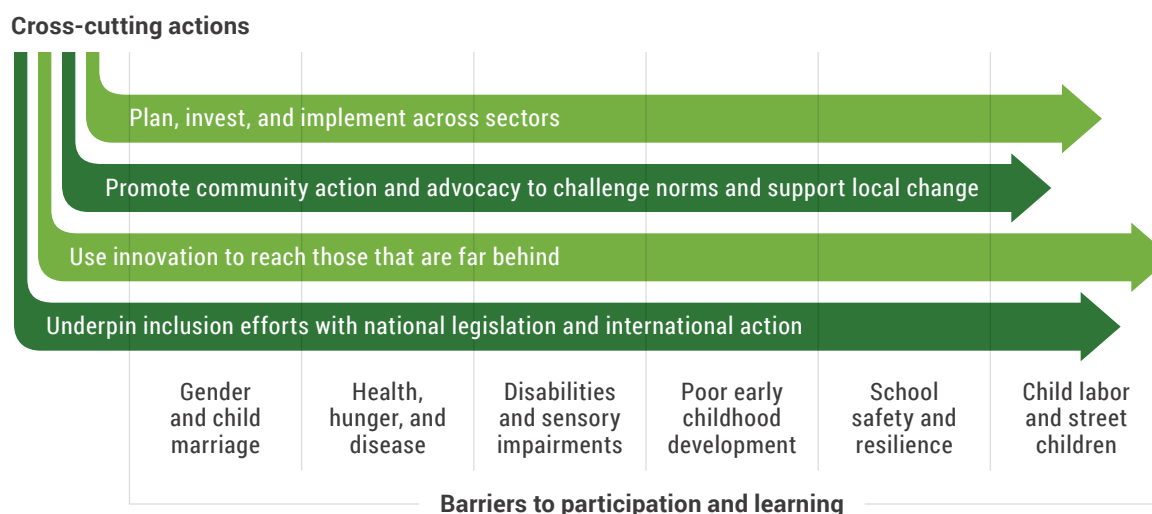 Cross-cutting actions
Plan, invest, and implement across sectors
Promote community action and advocacy to challenge norms and support local change
Use innovation to reach those that are far behind
Underpin inclusion efforts with national legislation and international action
Gender
and child
marriage
Health,
hunger, and
disease
Disabilities
and sensory
impairments
Poor early
childhood
development
School
safety and
resilience
Child labor
and street
children
Barriers to participation and learning